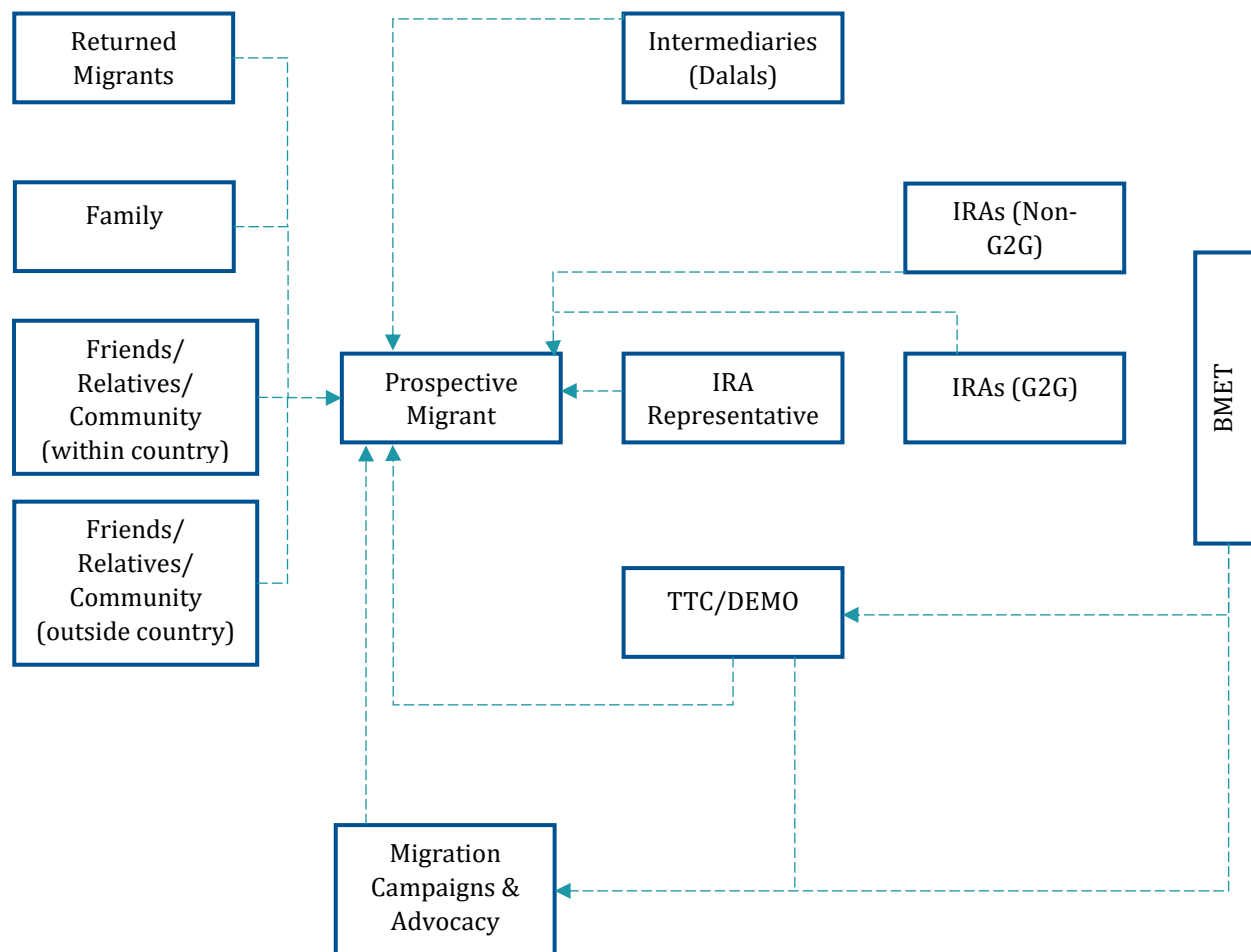 Returned
Migrants
Intermediaries
(Dalals)
Family
IRAs (Non-
G2G)
Friends/
Relatives/
Community
(within country)
Prospective
Migrant
IRA
Representative
IRAs (G2G)
BMET
Friends/
Relatives/
Community
(outside country)
TTC/DEMO
Migration
Campaigns &
Advocacy